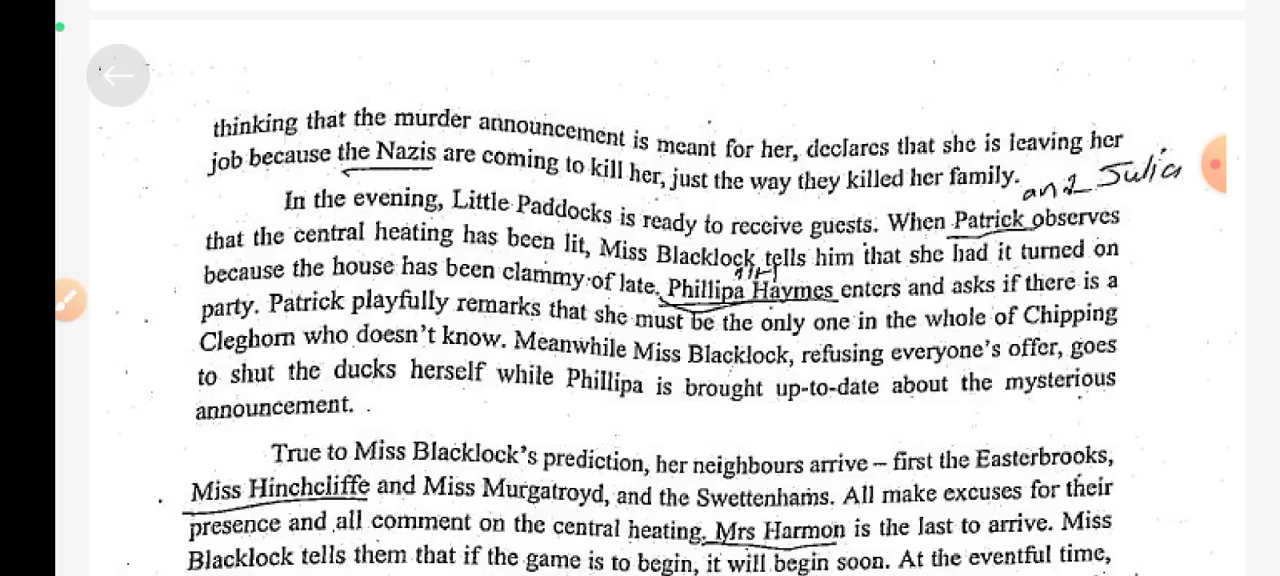 thinking that the murder announcement is meant for her, declares that she is leaving her
job because the Nazis are coming to kill her, just the way they killed her family.
and Julia
In the evening, Little Paddocks is ready to receive guests. When Patrick observes
that the central heating has been lit, Miss Blacklock tells him that she had it turned on
because the house has been clammy of late. Phillipa Haymes enters and asks if there is a
party. Patrick playfully remarks that she must be the only one in the whole of Chipping
Cleghorn who doesn't know. Meanwhile Miss Blacklock, refusing everyone's offer, goes
to shut the ducks herself while Phillipa is brought up-to-date about the mysterious
announcement.
True to Miss Blacklock's prediction, her neighbours arrive – first the Easterbrooks,
Miss Hinchcliffe and Miss Murgatroyd, and the Swettenhams. All make excuses for their
presence and all comment on the central heating. Mrs Harmon is the last to arrive. Miss
Blacklock tells them that if the game is to begin, it will begin soon. At the eventful time,